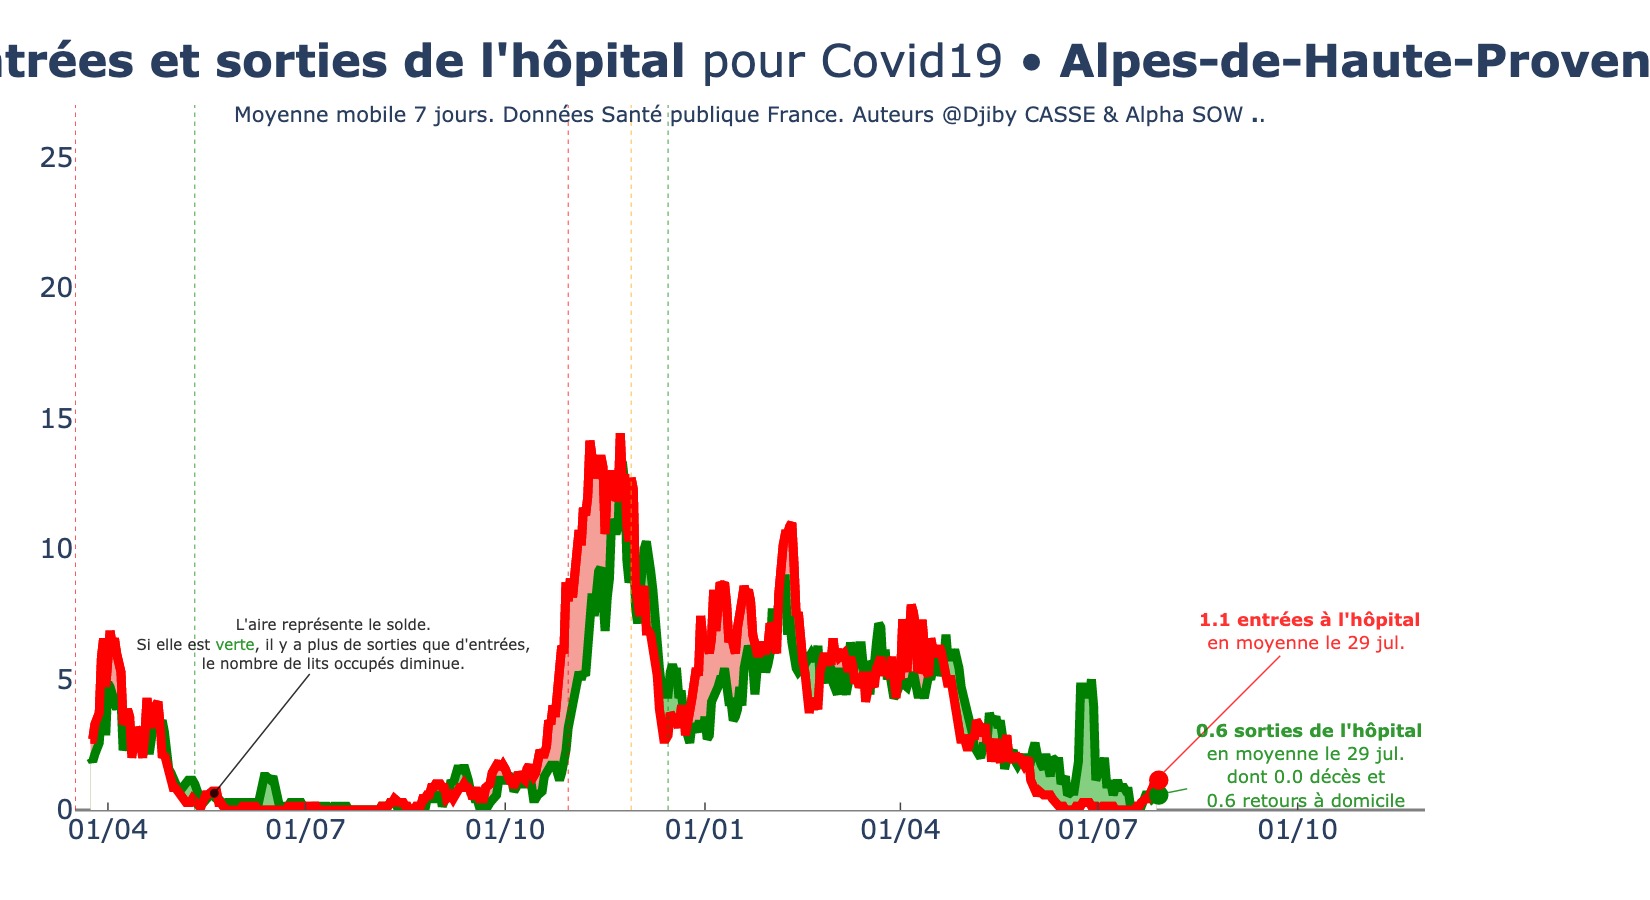 ntrées et sorties de l'hôpital pour Covid19 • Alpes-de-Haute-Proven
Moyenne mobile 7 jours. Données Santé publique France. Auteurs @Djiby CASSE & Alpha SOW ..
25
20
15
10
5
0
L'aire représente le solde.
Si elle est verte, il y a plus de sorties que d'entrées,
le nombre de lits occupés diminue.
1.1 entrées à l'hôpital
en moyenne le 29 jul.
0.6 sorties de l'hôpital
en moyenne le 29 jul.
dont 0.0 décès et
0.6 retours à domicile
01/04 01/07 01/10 01/01 01/04 01/07 01/10